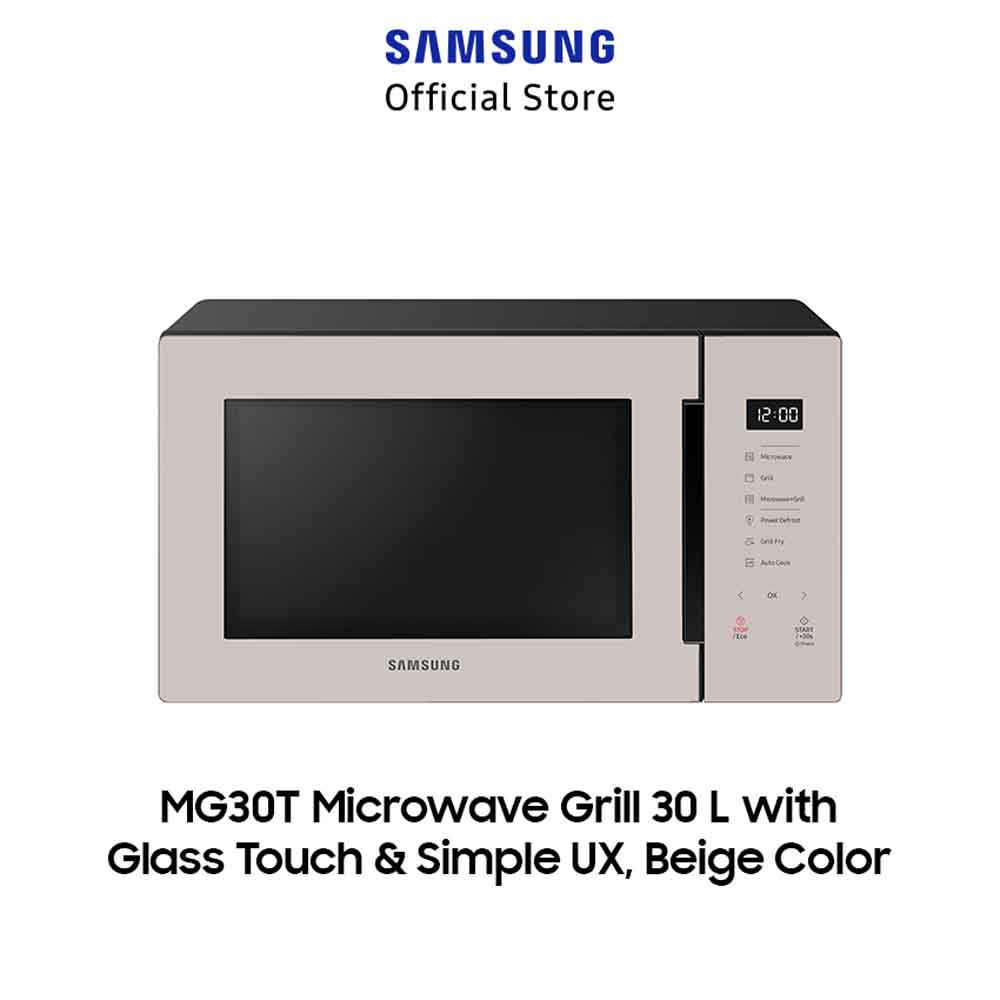 SAMSUNG
Official Store
12:00
Microwave
Grill
Microwave+Grill
Power Defrost
Grill Fry
Auto Cook
OK
STOP
/Eco
START
/+30s
SAMSUNG
MG30T Microwave Grill 30 L with
Glass Touch & Simple UX, Beige Color